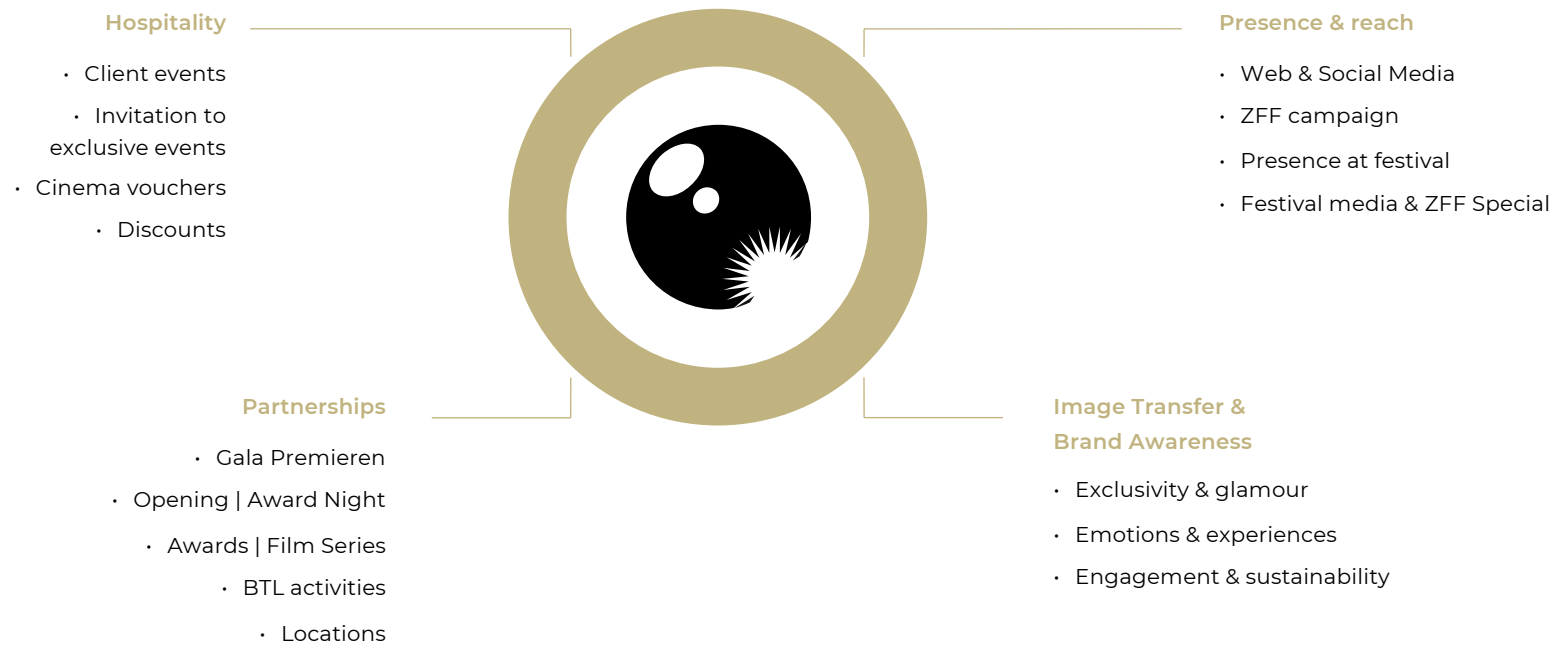 Hospitality
• Client events
• Invitation to
exclusive events
• Cinema vouchers
• Discounts
Presence & reach
• Web & Social Media
• ZFF campaign
• Presence at festival
• Festival media & ZFF Special
Partnerships
• Gala Premieren
• Opening | Award Night
• Awards | Film Series
• BTL activities
• Locations
Image Transfer &
Brand Awareness
• Exclusivity & glamour
• Emotions & experiences
• Engagement & sustainability